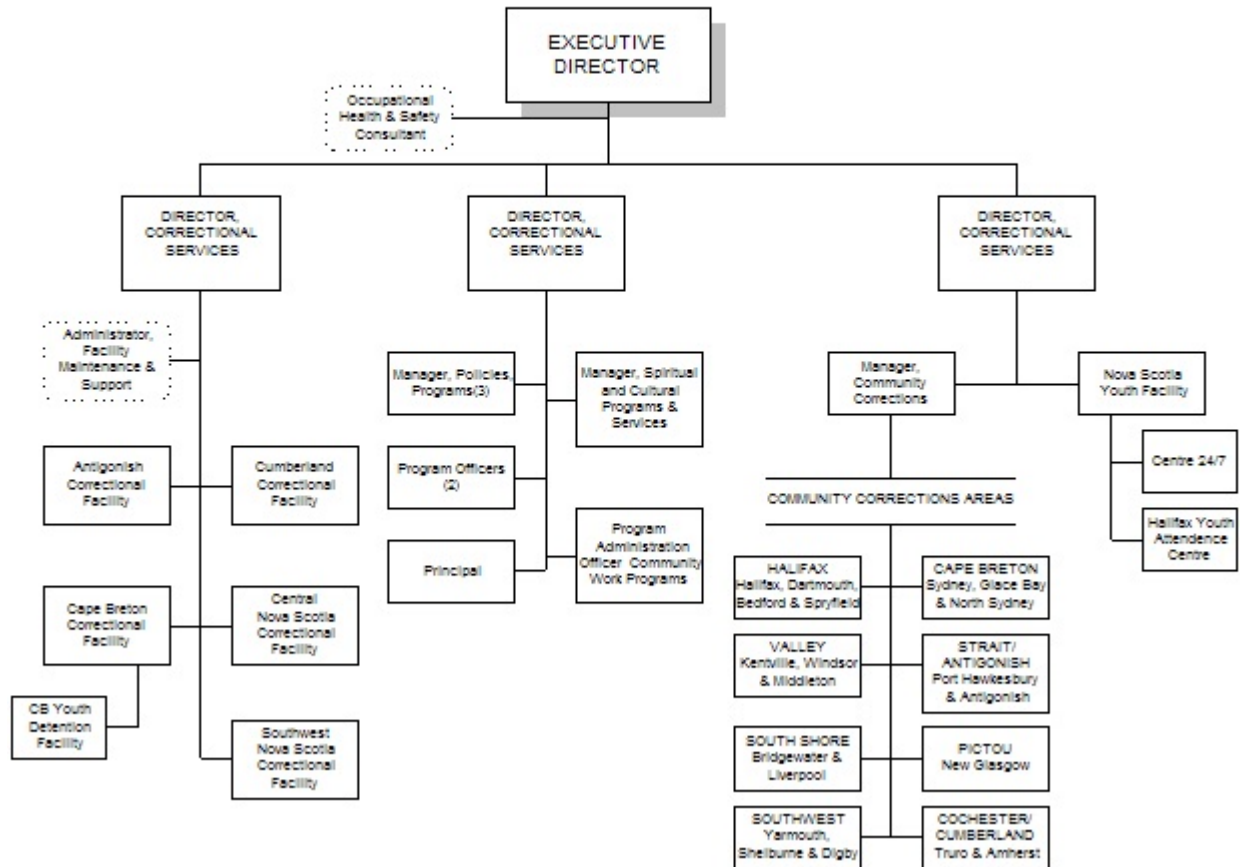 EXECUTIVE
DIRECTOR
Occupational
Health & Safety
Consultant
DIRECTOR,
CORRECTIONAL
SERVICES
DIRECTOR,
CORRECTIONAL
SERVICES
DIRECTOR,
CORRECTIONAL
SERVICES
Administrator,
Facility
Maintenance &
Support
Antigonish
Correctional
Facility
Cumberland
Correctional
Facility
Cape Breton
Correctional
Facility
Central
Nova Scotia
Correctional
Facility
CB Youth
Detention
Facility
Southwest
Nova Scotia
Correctional
Facility
Manager, Policies,
Programs(3)
Manager, Spiritual
and Cultural
Programs &
Services
Program Officers
(2)
Principal
Program
Administration
Officer Community
Work Programs
Manager,
Community
Corrections
Nova Scotia
Youth Facility
Centre 24/7
Halifax Youth
Attendence
Centre
COMMUNITY CORRECTIONS AREAS
HALIFAX
Halifax, Dartmouth,
Bedford & Spryfield
CAPE BRETON
Sydney, Glace Bay
& North Sydney
VALLEY
Kentville, Windsor
& Middleton
STRAIT/
ANTIGONISH
Port Hawkesbury
& Antigonish
SOUTH SHORE
Bridgewater &
Liverpool
PICTOU
New Glasgow
SOUTHWEST
Yarmouth,
Shelburne & Digby
COCHESTER/
CUMBERLAND
Truro & Amherst